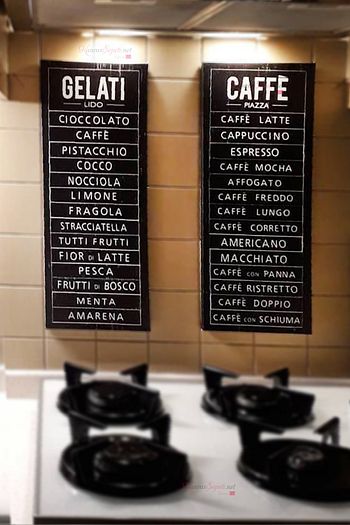 GELATI
LIDO
CIOCCOLATO
CAFFÈ
PISTACCHIO
COCCO
NOCCIOLA
LIMONE
FRAGOLA
STRACCIATELLA
TUTTI FRUTTI
FIOR DI LATTE
PESCA
FRUTTI DI BOSCO
MENTA
AMARENA
CAFFÈ
PIAZZA
CAFFÈ LATTE
CAPPUCCINO
ESPRESSO
CAFFÈ MOCHA
AFFOGATO
CAFFÈ FREDDO
CAFFÈ LUNGO
CAFFÈ CORRETTO
AMERICANO
MACCHIATO
CAFFÈ CON PANNA
CAFFÈ RISTRETTO
CAFFÈ DOPPIO
CAFFÈ CON SCHIUMA